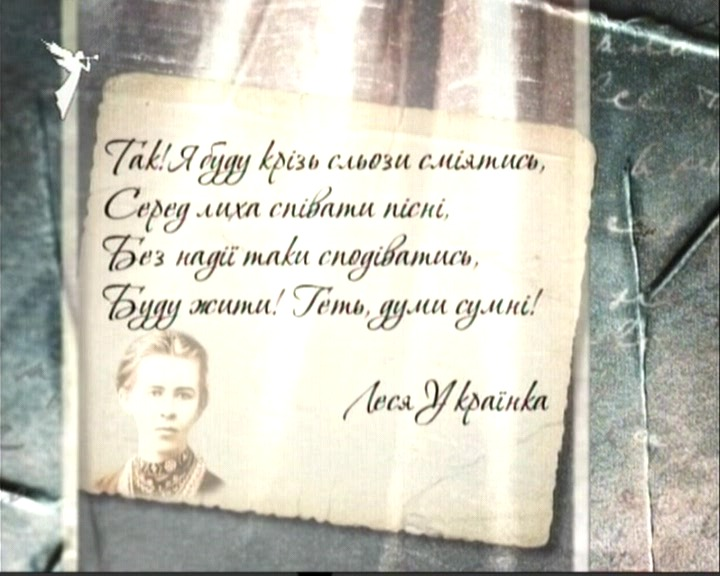 Так! Я буду крізь сльози сміятись,
Серед лиха співати пісні,
Без надії таки сподіватись,
Буду жити! Геть, думи сумні!
Леся Українка